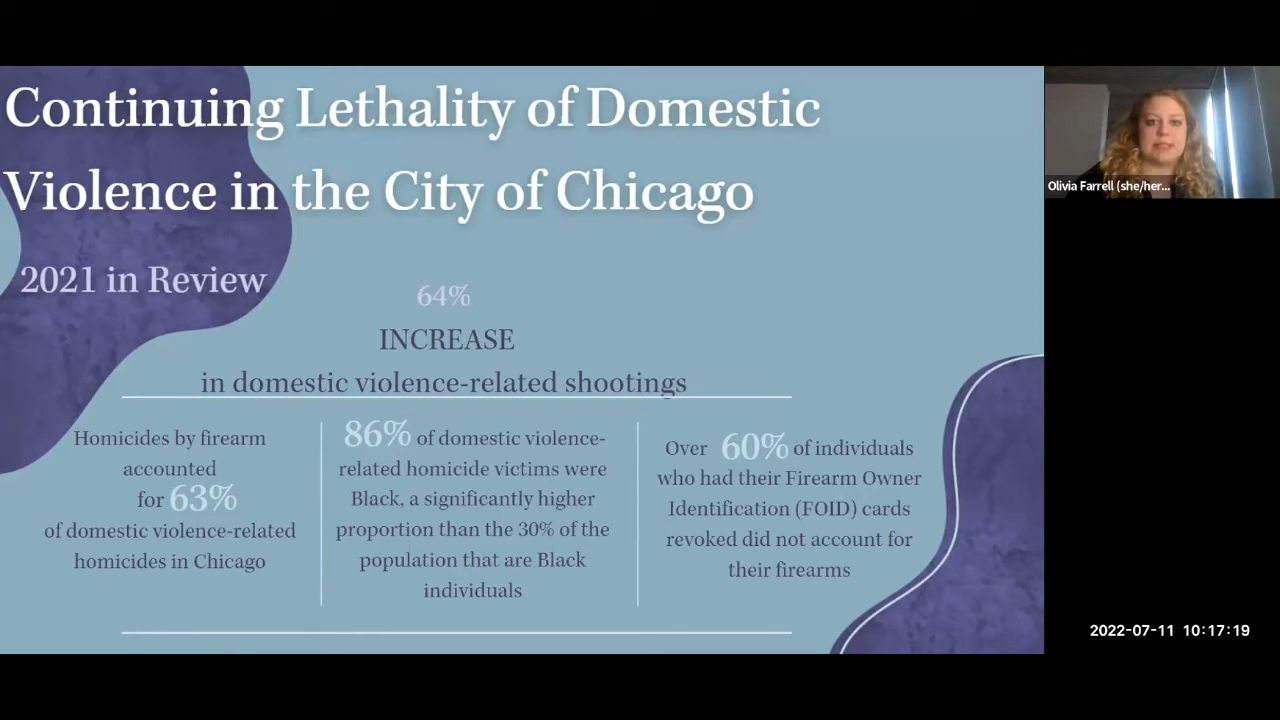 Continuing Lethality of Domestic
Violence in the City of Chicago
2021 in Review
64%
INCREASE
in domestic violence-related shootings
Homicides by firearm
accounted
for 63%
of domestic violence-related
homicides in Chicago
86% of domestic violence-
related homicide victims were
Black, a significantly higher
proportion than the 30% of the
population that are Black
individuals
Over 60% of individuals
who had their Firearm Owner
Identification (FOID) cards
revoked did not account for
their firearms
Olivia Farrell (she/her...
2022-07-11 10:17:19